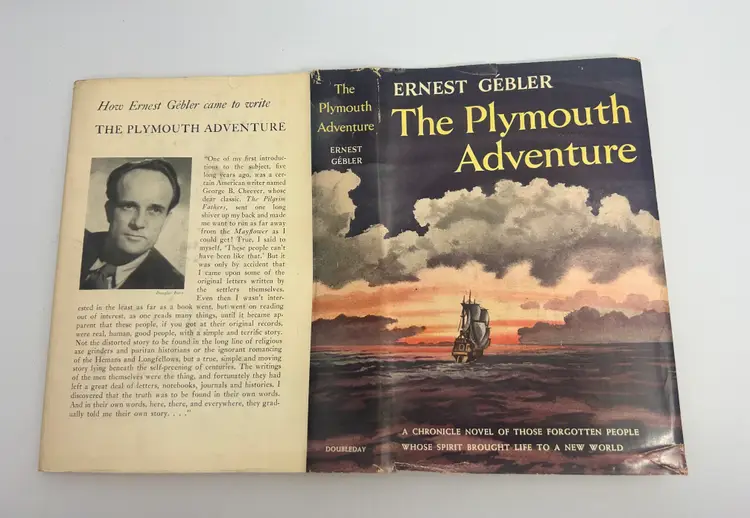 How Ernest Gébler came to write
THE PLYMOUTH ADVENTURE
"One of my first introduc-
tions to the subject, five
long years ago, was a cer-
tain American writer named
George B. Cheever, whose
dear classic, The Pilgrim
Fathers, sent one long
shiver up my back and made
me want to run as far away
from the Mayflower as I
could get! True, I said to
myself, 'These people can't
have been like that.' But it
was only by accident that
I came upon some of the
original letters written by
the settlers themselves.
Even then I wasn't inter-
ested in the least as far as a book went, but went on reading
out of interest, as one reads many things, until it became ap-
parent that these people, if you got at their original records,
were real, human, good people, with a simple and terrific story.
Not the distorted story to be found in the long line of religious
axe grinders and puritan historians or the ignorant romancing
of the Hemans and Longfellows, but a true, simple and moving
story lying beneath the self-preening of centuries. The writings
of the men themselves were the thing, and fortunately they had
left a great deal of letters, notebooks, journals and histories. I
discovered that the truth was to be found in their own words.
And in their own words, here, there, and everywhere, they grad-
ually told me their own story. . . ."
The
Plymouth
Adventure
ERNEST
GÉBLER
DOUBLEDAY
ERNEST GÉBLER
The Plymouth
Adventure
A CHRONICLE NOVEL OF THOSE FORGOTTEN PEOPLE
WHOSE SPIRIT BROUGHT LIFE TO A NEW WORLD